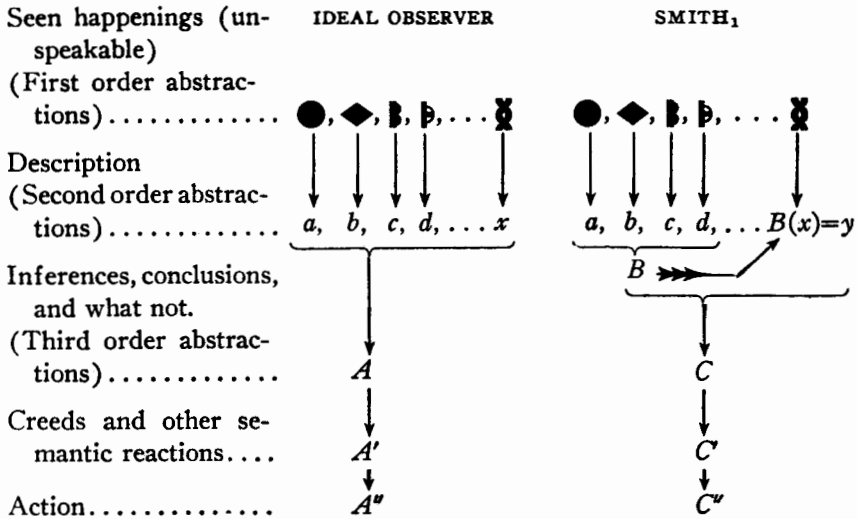 Seen happenings (un- IDEAL OBSERVER SMITH₁
speakable)
(First order abstrac-
tions) .............
Description
(Second order abstrac-
tions) ............. a, b, c, d, ... x a, b, c, d, ... B(x)=y
B
Inferences, conclusions,
and what not.
(Third order abstrac-
tions) ............. A C
Creeds and other se-
mantic reactions .... A′ C′
Action .............. A″ C″